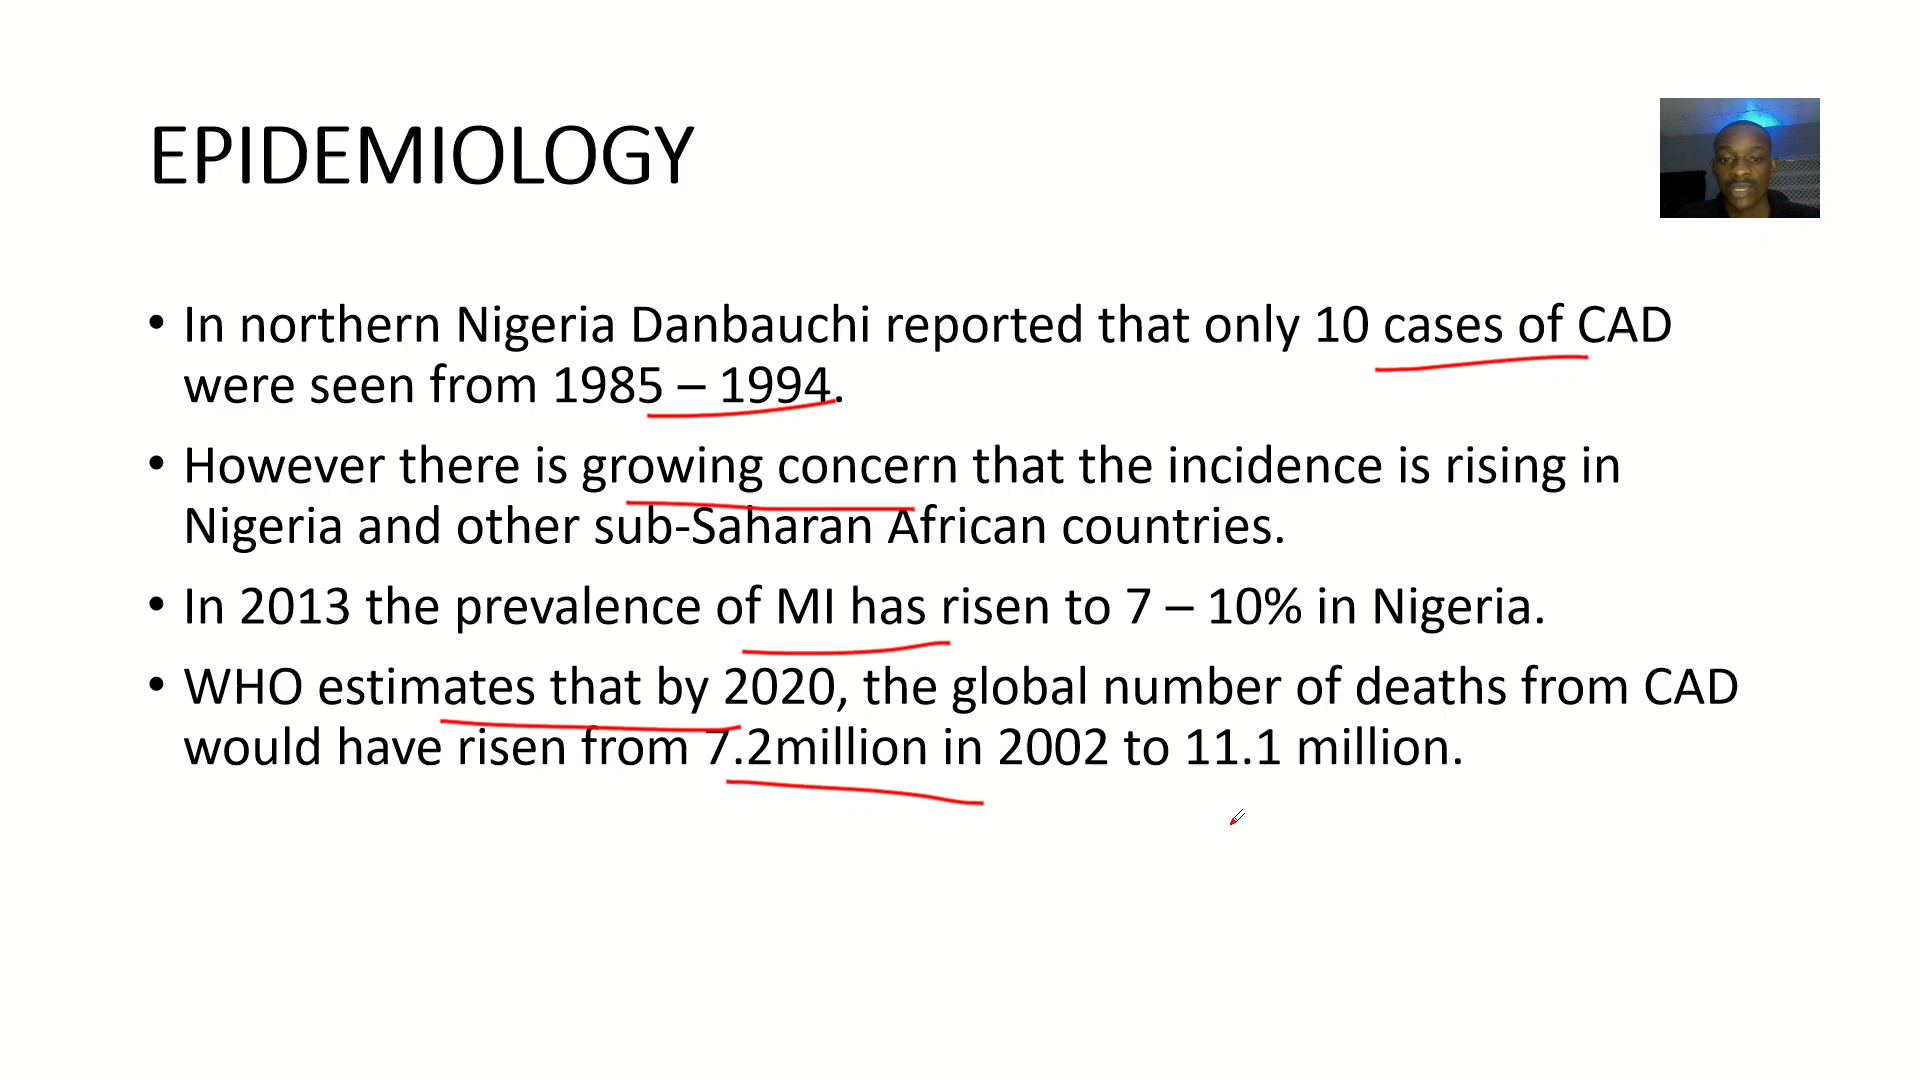 EPIDEMIOLOGY
• In northern Nigeria Danbauchi reported that only 10 cases of CAD
were seen from 1985 – 1994.
• However there is growing concern that the incidence is rising in
Nigeria and other sub-Saharan African countries.
• In 2013 the prevalence of MI has risen to 7 – 10% in Nigeria.
• WHO estimates that by 2020, the global number of deaths from CAD
would have risen from 7.2million in 2002 to 11.1 million.